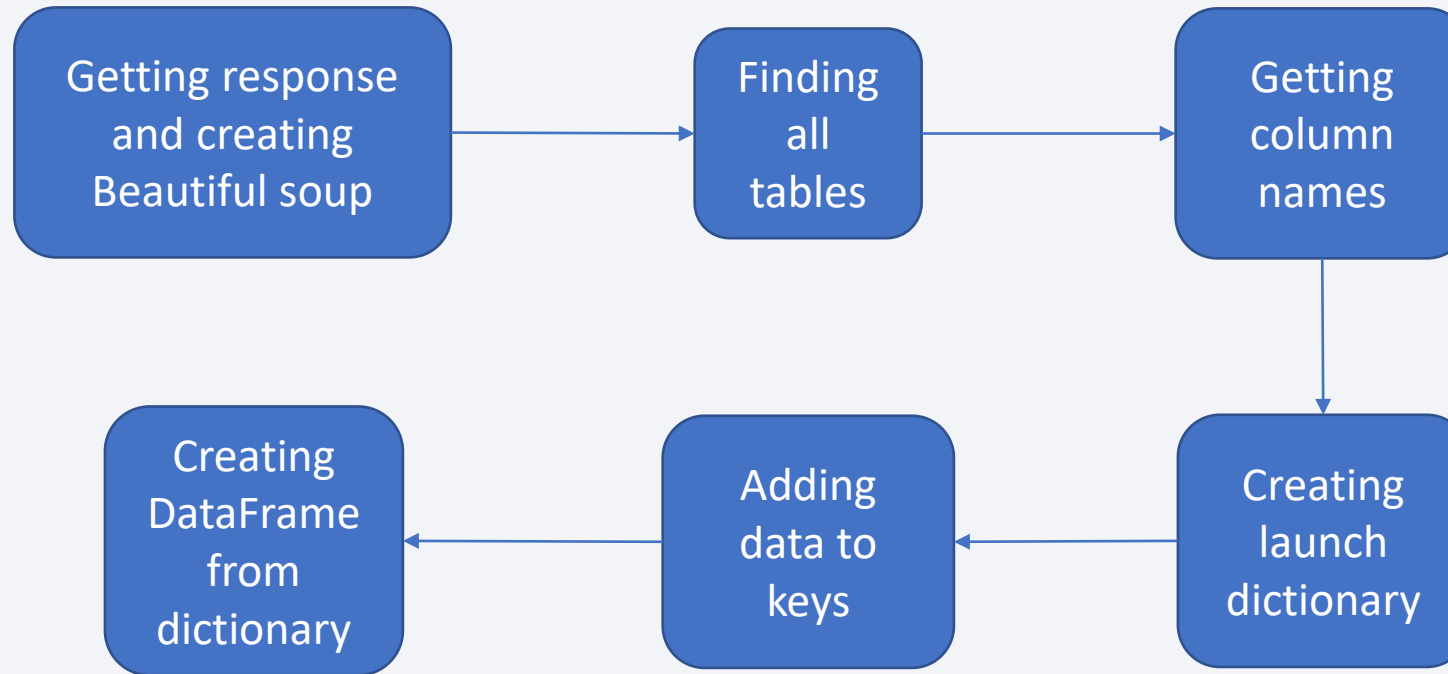 Getting response
and creating
Beautiful soup
Finding
all
tables
Getting
column
names
Creating
launch
dictionary
Adding
data to
keys
Creating
DataFrame
from
dictionary